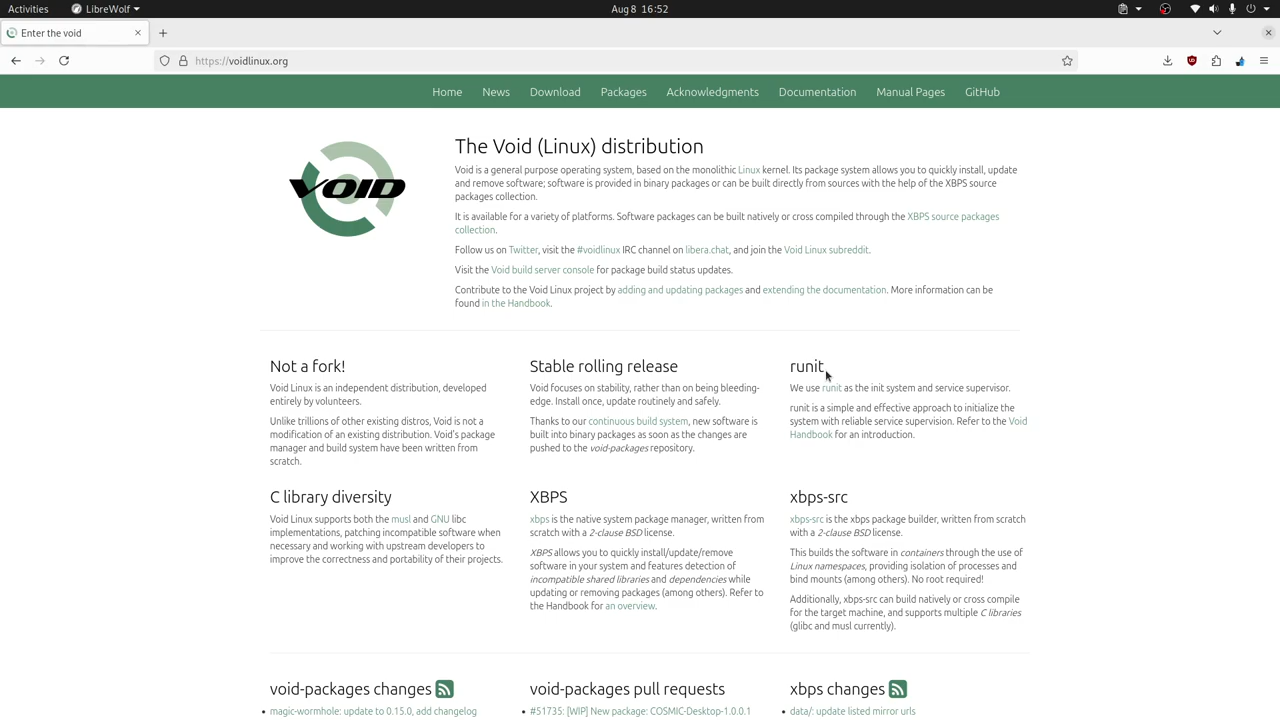 Activities
LibreWolf
Aug 8 16:52
Enter the void
https://voidlinux.org
Home News Download Packages Acknowledgments Documentation Manual Pages GitHub
VOID
The Void (Linux) distribution
Void is a general purpose operating system, based on the monolithic Linux kernel. Its package system allows you to quickly install, update
and remove software; software is provided in binary packages or can be built directly from sources with the help of the XBPS source
packages collection.
It is available for a variety of platforms. Software packages can be built natively or cross compiled through the XBPS source packages
collection.
Follow us on Twitter, visit the #voidlinux IRC channel on libera.chat, and join the Void Linux subreddit.
Visit the Void build server console for package build status updates.
Contribute to the Void Linux project by adding and updating packages and extending the documentation. More information can be
found in the Handbook.
Not a fork!
Void Linux is an independent distribution, developed
entirely by volunteers.
Unlike trillions of other existing distros, Void is not a
modification of an existing distribution. Void's package
manager and build system have been written from
scratch.
Stable rolling release
Void focuses on stability, rather than on being bleeding-
edge. Install once, update routinely and safely.
Thanks to our continuous build system, new software is
built into binary packages as soon as the changes are
pushed to the void-packages repository.
runit
We use runit as the init system and service supervisor.
runit is a simple and effective approach to initialize the
system with reliable service supervision. Refer to the Void
Handbook for an introduction.
C library diversity
Void Linux supports both the musl and GNU libc
implementations, patching incompatible software when
necessary and working with upstream developers to
improve the correctness and portability of their projects.
XBPS
xbps is the native system package manager, written from
scratch with a 2-clause BSD license.
XBPS allows you to quickly install/update/remove
software in your system and features detection of
incompatible shared libraries and dependencies while
updating or removing packages (among others). Refer to
the Handbook for an overview.
xbps-src
xbps-src is the xbps package builder, written from scratch
with a 2-clause BSD license.
This builds the software in containers through the use of
Linux namespaces, providing isolation of processes and
bind mounts (among others). No root required!
Additionally, xbps-src can build natively or cross compile
for the target machine, and supports multiple C libraries
(glibc and musl currently).
void-packages changes
• magic-wormhole: update to 0.15.0, add changelog
void-packages pull requests
• #51735: [WIP] New package: COSMIC-Desktop-1.0.0.1
xbps changes
• data/: update listed mirror urls